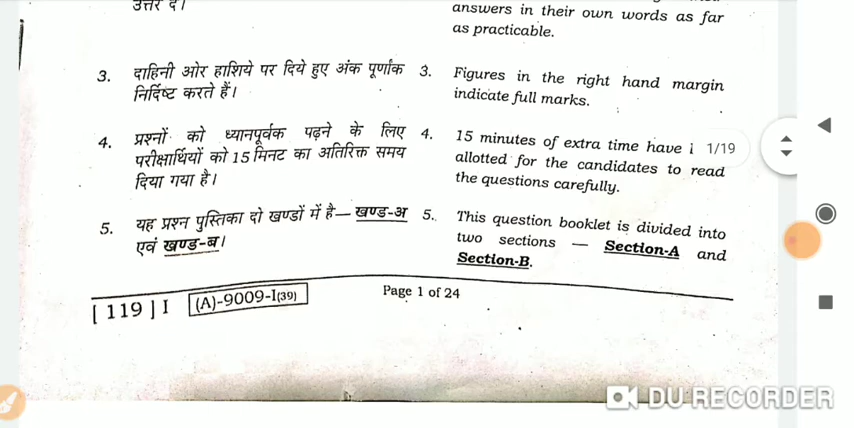 उत्तर दें।
answers in their own words as far
as practicable.
3. दाहिनी ओर हाशिये पर दिये हुए अंक पूर्णांक
निर्दिष्ट करते हैं।
3. Figures in the right hand margin
indicate full marks.
4. प्रश्नों को ध्यानपूर्वक पढ़ने के लिए
परीक्षार्थियों को 15 मिनट का अतिरिक्त समय
दिया गया है।
4. 15 minutes of extra time have
1/19
allotted for the candidates to read
the questions carefully.
5. यह प्रश्न पुस्तिका दो खण्डों में है— खण्ड-अ
एवं खण्ड-ब।
5. This question booklet is divided into
two sections — Section-A and
Section-B.
[ 119 ] I (A)-9009-I(39) Page 1 of 24
DU RECORDER